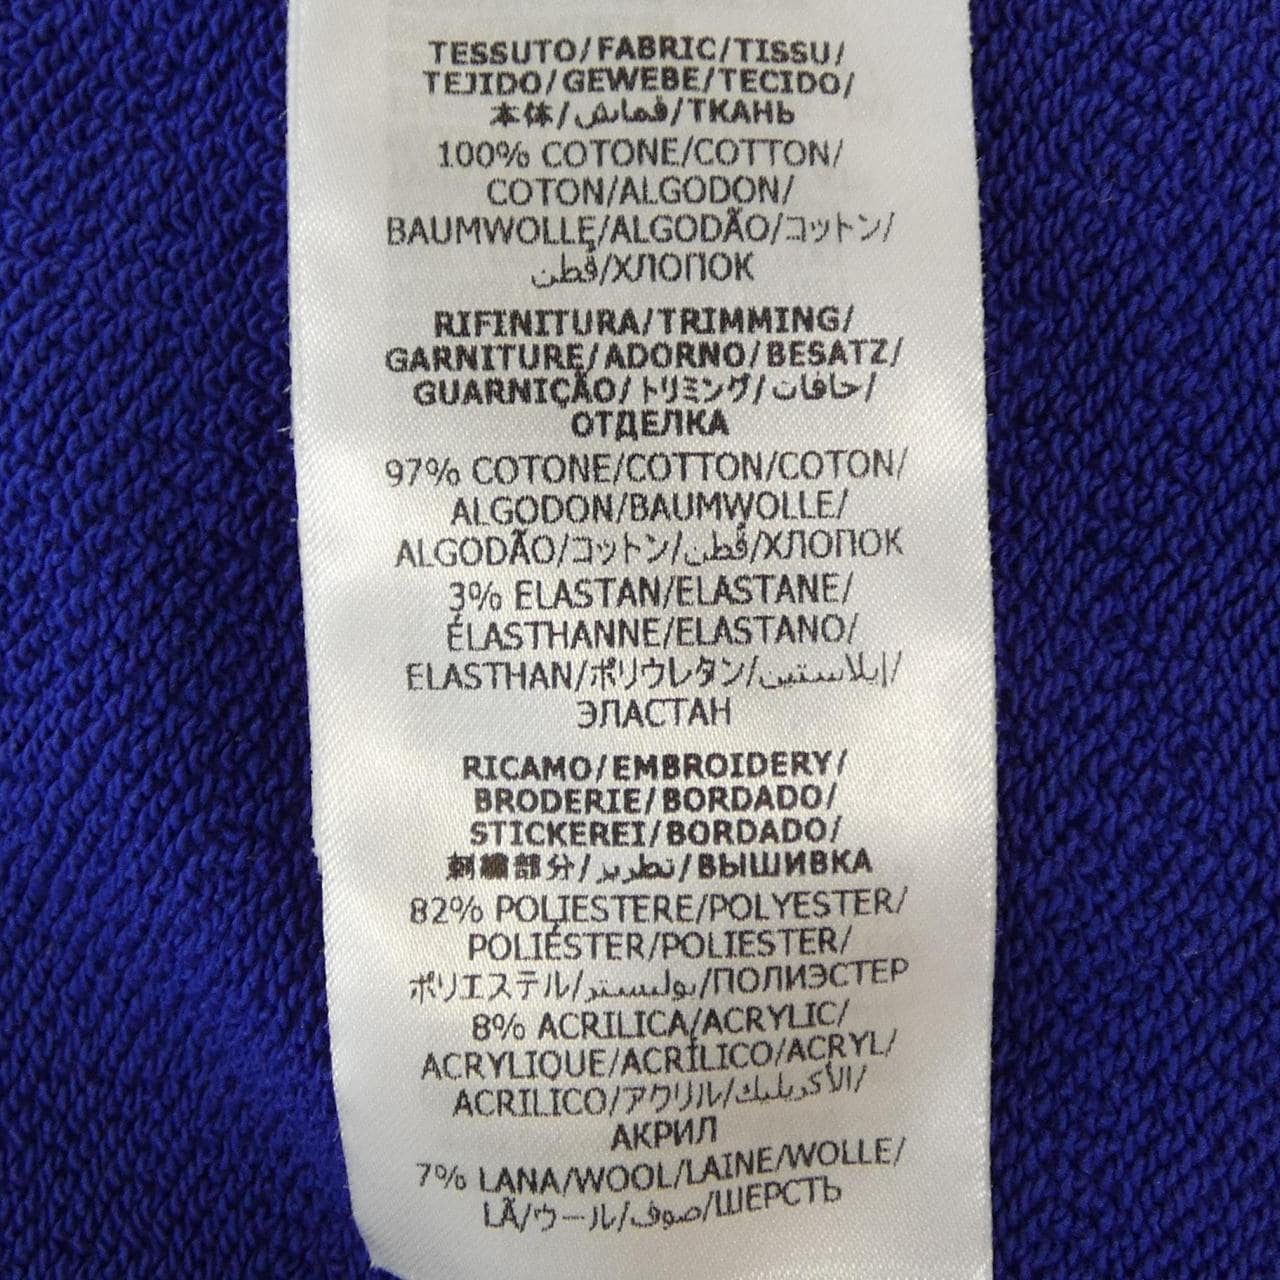 TESSUTO/FABRIC/TISSU/
TEJIDO/GEWEBE/TECIDO/
本体/قماش/ТКАНЬ
100% COTONE/COTTON/
COTON/ALGODON/
BAUMWOLLE/ALGODÃO/コットン/
قطن/ХЛОПОК
RIFINITURA/TRIMMING/
GARNITURE/ADORNO/BESATZ/
GUARNIÇÃO/トリミング/حافات/
ОТДЕЛКА
97% COTONE/COTTON/COTON/
ALGODON/BAUMWOLLE/
ALGODÃO/コットン/قطن/ХЛОПОК
3% ELASTAN/ELASTANE/
ÉLASTHANNE/ELASTANO/
ELASTHAN/ポリウレタン/إيلاستين/
ЭЛАСТАН
RICAMO/EMBROIDERY/
BRODERIE/BORDADO/
STICKEREI/BORDADO/
刺繍部分/تطريز/ВЫШИВКА
82% POLIESTERE/POLYESTER/
POLIÉSTER/POLIESTER/
ポリエステル/بوليستر/ПОЛИЭСТЕР
8% ACRILICA/ACRYLIC/
ACRYLIQUE/ACRÍLICO/ACRYL/
ACRILICO/アクリル/الأكريليك/
АКРИЛ
7% LANA/WOOL/LAINE/WOLLE/
LÃ/ウール/صوف/ШЕРСТЬ